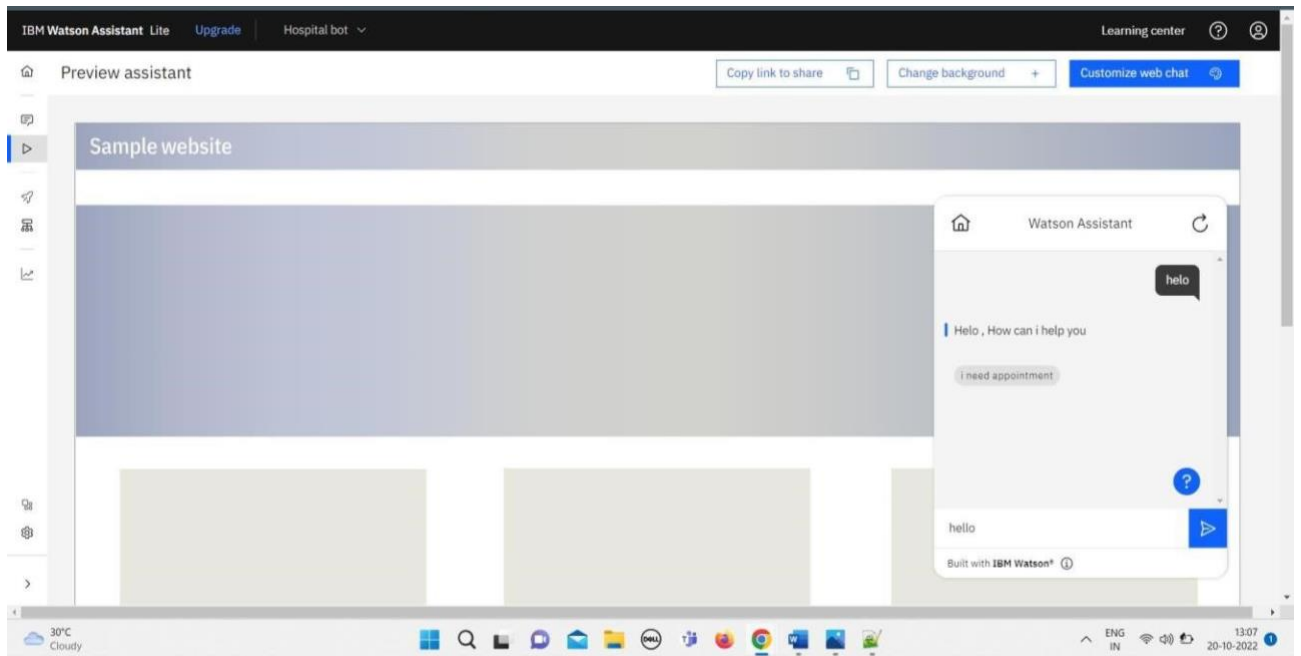 IBM Watson Assistant Lite Upgrade Hospital bot Learning center
Preview assistant Copy link to share Change background + Customize web chat
Sample website
Watson Assistant
helo
Helo , How can i help you
i need appointment
?
hello
Built with IBM Watson®
30°C
Cloudy
DELL
ENG
IN
13:07
20-10-2022
1